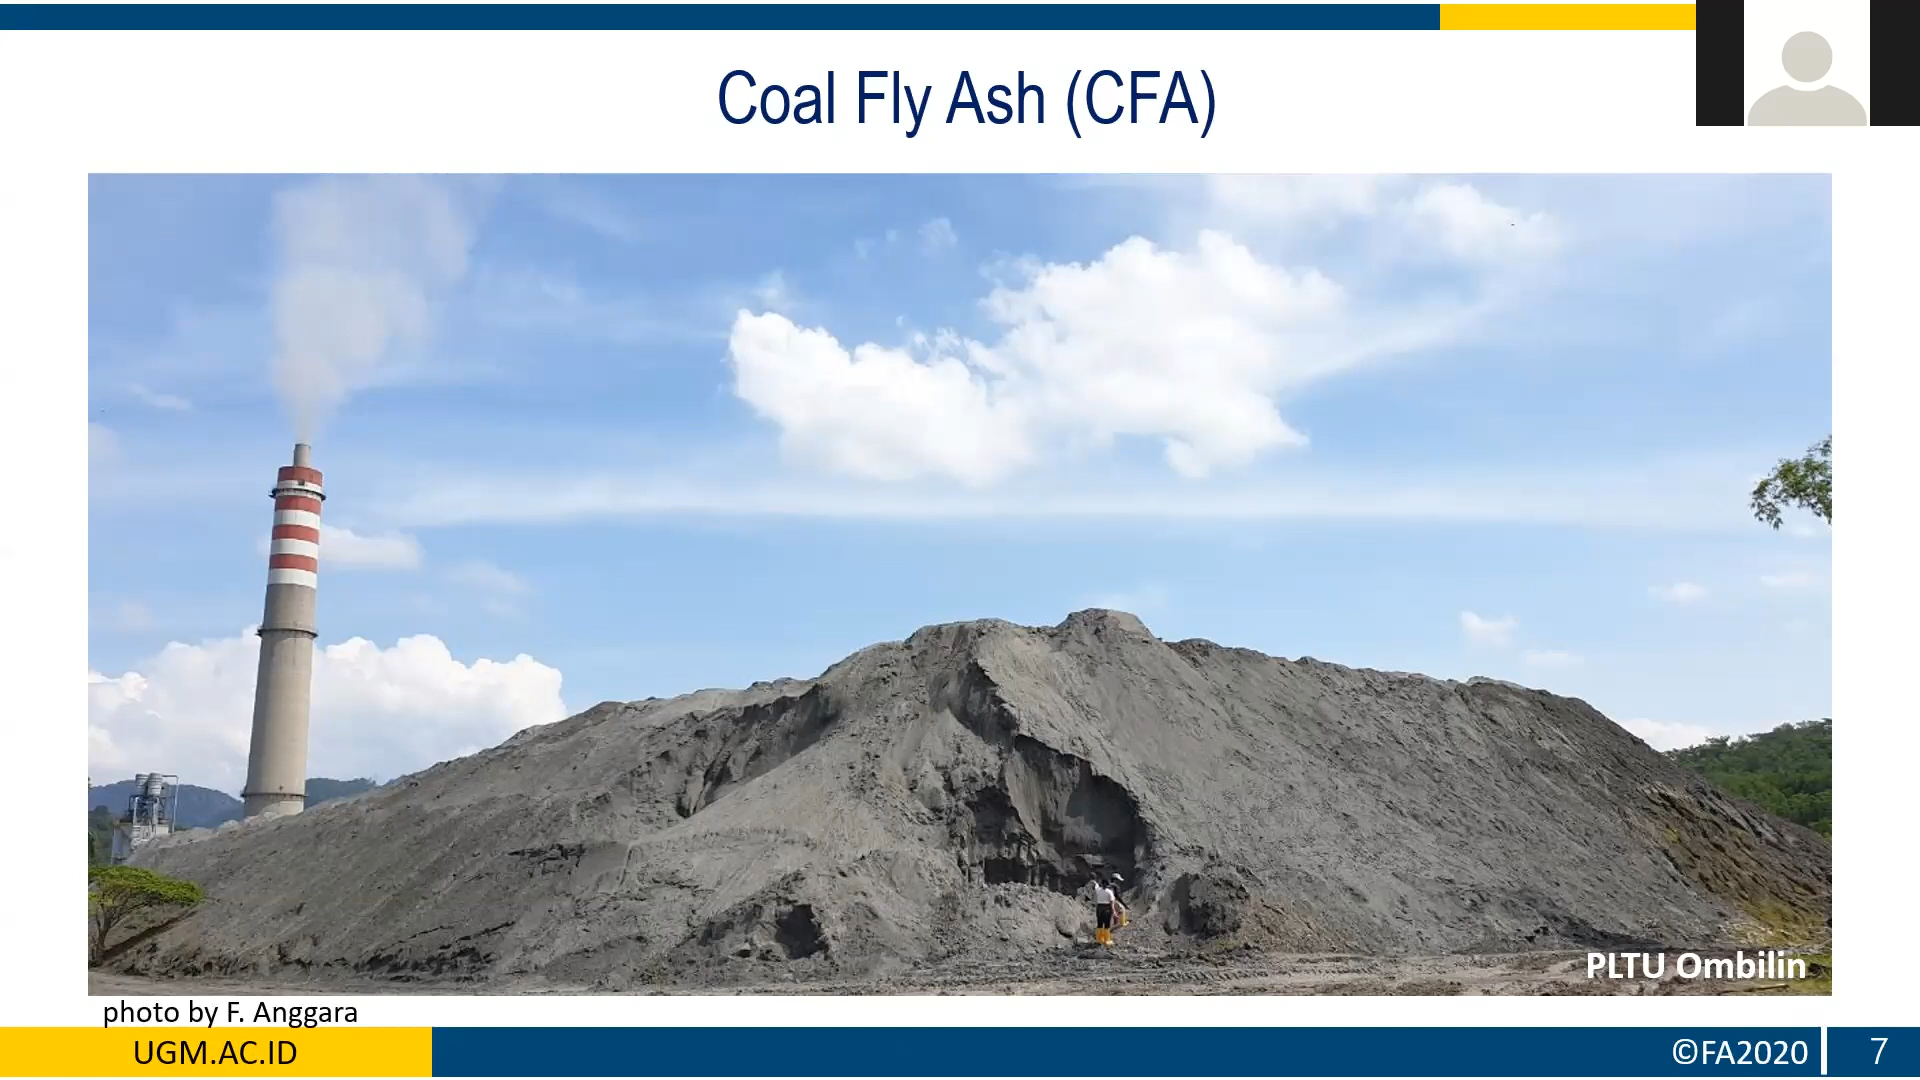 Coal Fly Ash (CFA)
PLTU Ombilin
photo by F. Anggara
UGM.AC.ID
©FA2020
7